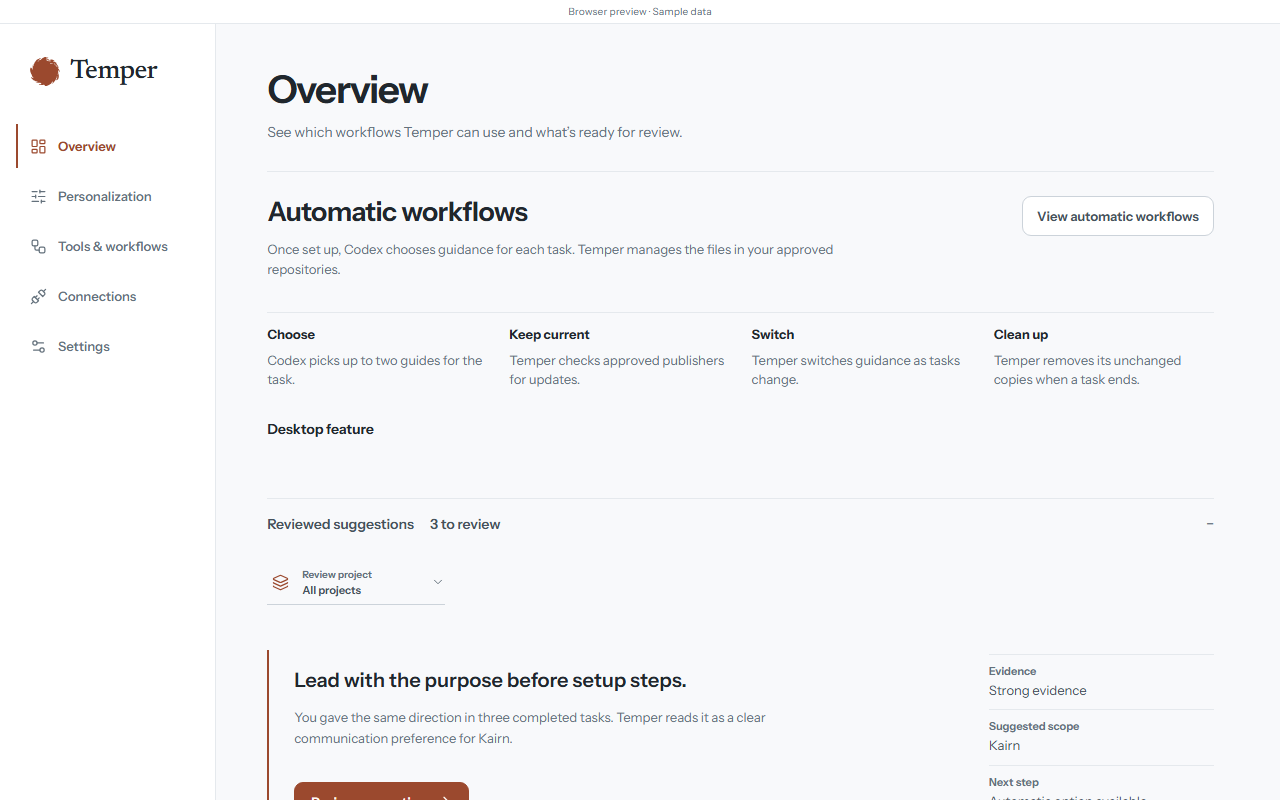 Browser preview · Sample data
Temper
Overview
Personalization
Tools & workflows
Connections
Settings
Overview
See which workflows Temper can use and what's ready for review.
Automatic workflows
View automatic workflows
Once set up, Codex chooses guidance for each task. Temper manages the files in your approved
repositories.
Choose
Codex picks up to two guides for the
task.
Keep current
Temper checks approved publishers
for updates.
Switch
Temper switches guidance as tasks
change.
Clean up
Temper removes its unchanged
copies when a task ends.
Desktop feature
Reviewed suggestions 3 to review
Review project
All projects
Lead with the purpose before setup steps.
You gave the same direction in three completed tasks. Temper reads it as a clear
communication preference for Kairn.
Evidence
Strong evidence
Suggested scope
Kairn
Next step
Automatic option available